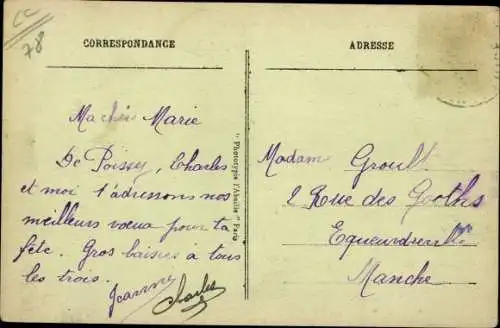 CC
78
CORRESPONDANCE
Ma chère Marie
De Poissy, Charles
et moi t'adressons nos
meilleurs vœux pour ta
fête. Gros baisers à tous
les trois.
Jeanne Charles
"Phototypie l'Abeille" Paris
ADRESSE
Madame Groult
2 Rue des Goths
Equeurdreville
Manche